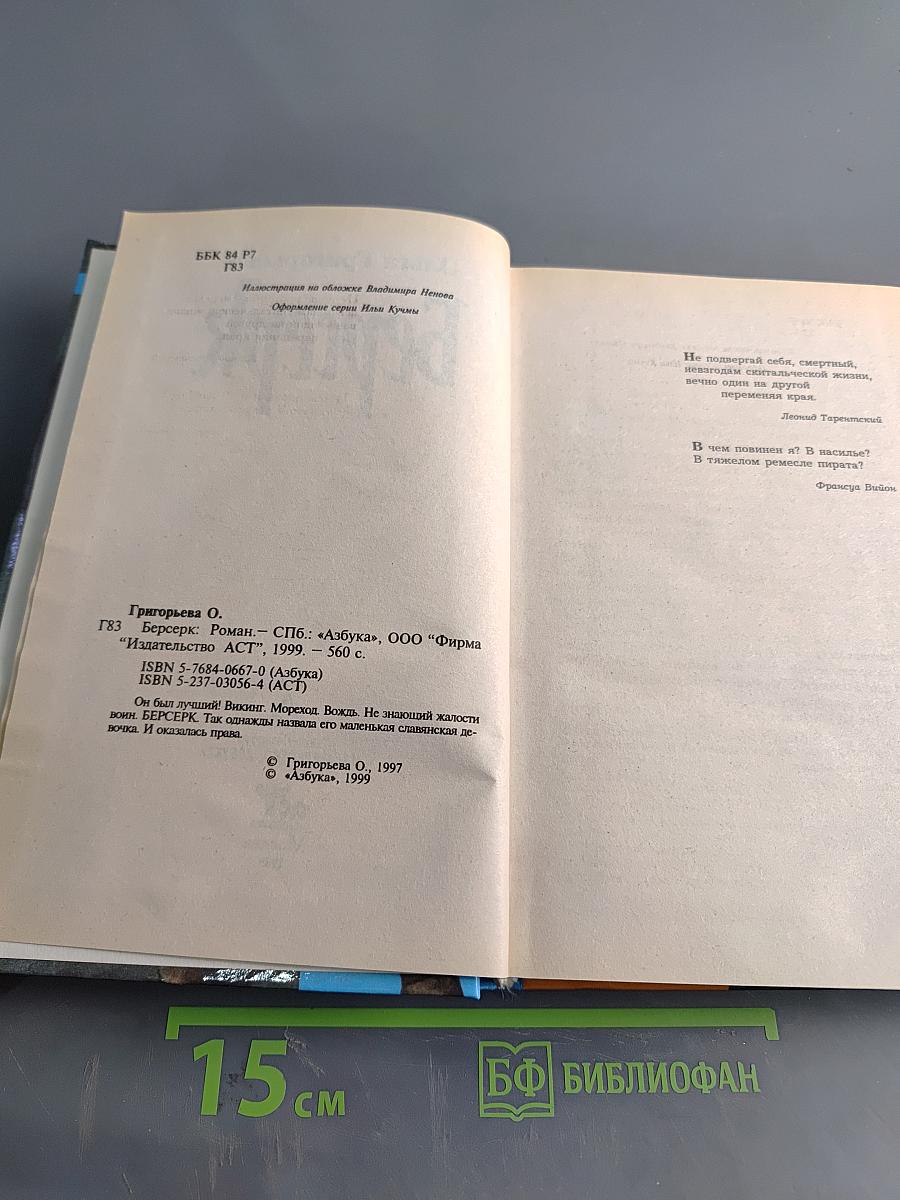 ББК 84 Р7
Г83
Иллюстрация на обложке Владимира Ненова
Оформление серии Ильи Кучмы
Григорьева О.
Г83 Берсерк: Роман.— СПб.: «Азбука», ООО "Фирма
"Издательство АСТ", 1999. — 560 с.
ISBN 5-7684-0667-0 (Азбука)
ISBN 5-237-03056-4 (АСТ)
Он был лучший! Викинг. Мореход. Вождь. Не знающий жалости
воин. БЕРСЕРК. Так однажды назвала его маленькая славянская де-
вочка. И оказалась права.
© Григорьева О., 1997
© «Азбука», 1999
Не подвергай себя, смертный,
невзгодам скитальческой жизни,
вечно один на другой
переменяя края.
Леонид Тарентский
В чем повинен я? В насилье?
В тяжелом ремесле пирата?
Франсуа Вийон
15 см
БФ БИБЛИОФАН